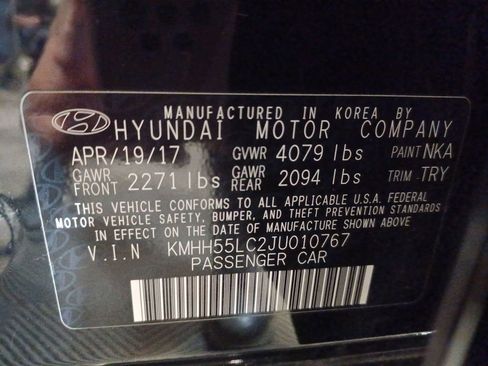 MANUFACTURED IN KOREA BY
HYUNDAI MOTOR COMPANY
APR/19/17 GVWR 4079 lbs PAINT NKA
GAWR FRONT 2271 lbs GAWR REAR 2094 lbs TRIM - TRY
THIS VEHICLE CONFORMS TO ALL APPLICABLE U.S.A. FEDERAL
MOTOR VEHICLE SAFETY, BUMPER, AND THEFT PREVENTION STANDARDS
IN EFFECT ON THE DATE OF MANUFACTURE SHOWN ABOVE
V.I.N KMHH55LC2JU010767
PASSENGER CAR